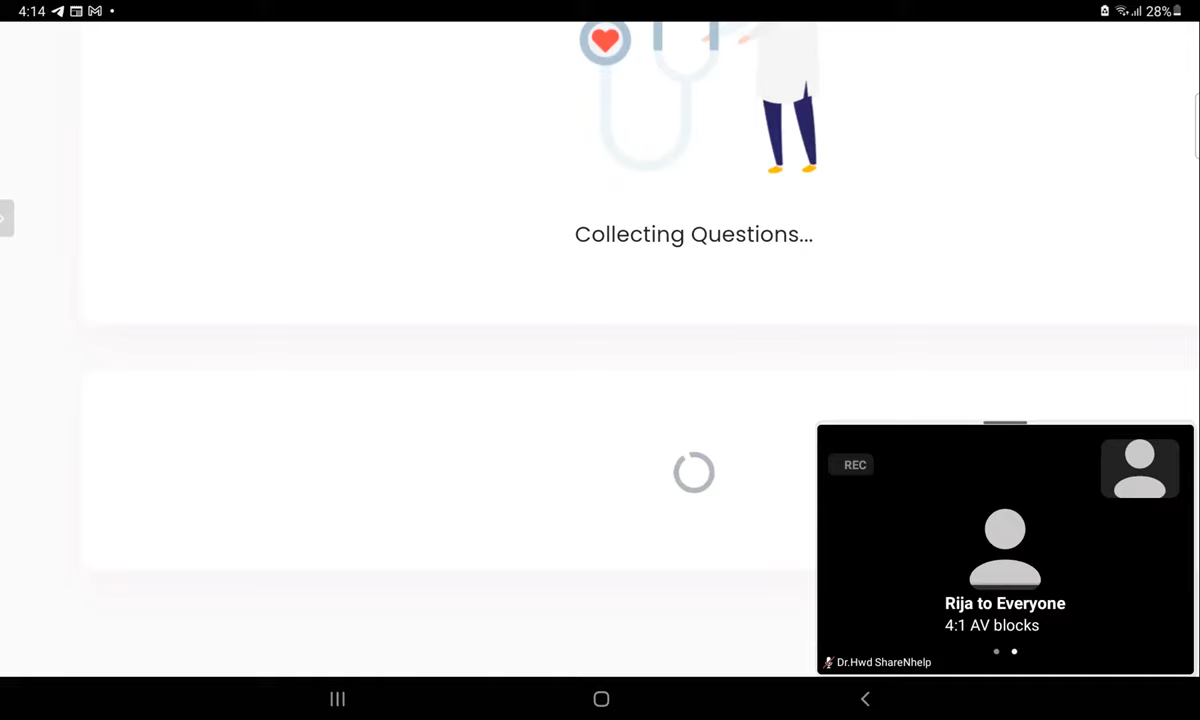 4:14
28%
Collecting Questions...
REC
Rija to Everyone
4:1 AV blocks
Dr.Hwd ShareNhelp